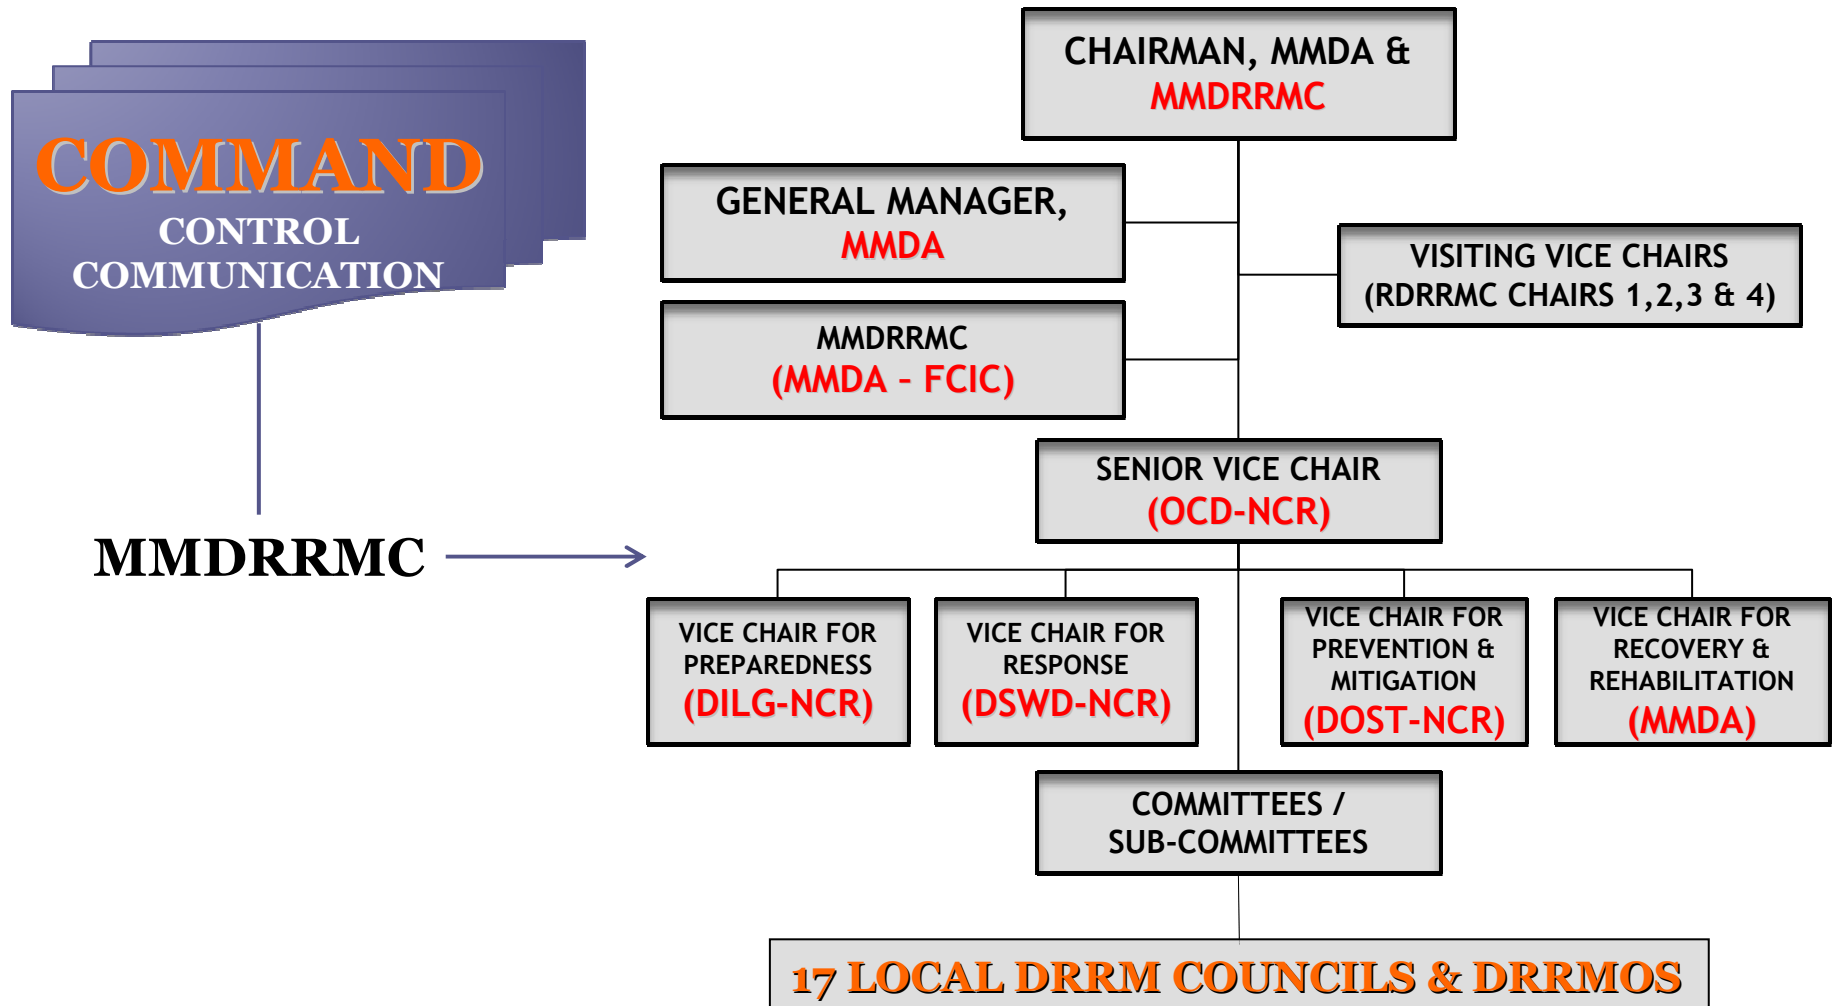 COMMAND
CONTROL
COMMUNICATION
MMDRRMC
CHAIRMAN, MMDA &
MMDRRMC
GENERAL MANAGER,
MMDA
VISITING VICE CHAIRS
(RDRRMC CHAIRS 1,2,3 & 4)
MMDRRMC
(MMDA – FCIC)
SENIOR VICE CHAIR
(OCD-NCR)
VICE CHAIR FOR
PREPAREDNESS
(DILG-NCR)
VICE CHAIR FOR
RESPONSE
(DSWD-NCR)
VICE CHAIR FOR
PREVENTION &
MITIGATION
(DOST-NCR)
VICE CHAIR FOR
RECOVERY &
REHABILITATION
(MMDA)
COMMITTEES /
SUB-COMMITTEES
17 LOCAL DRRM COUNCILS & DRRMOS